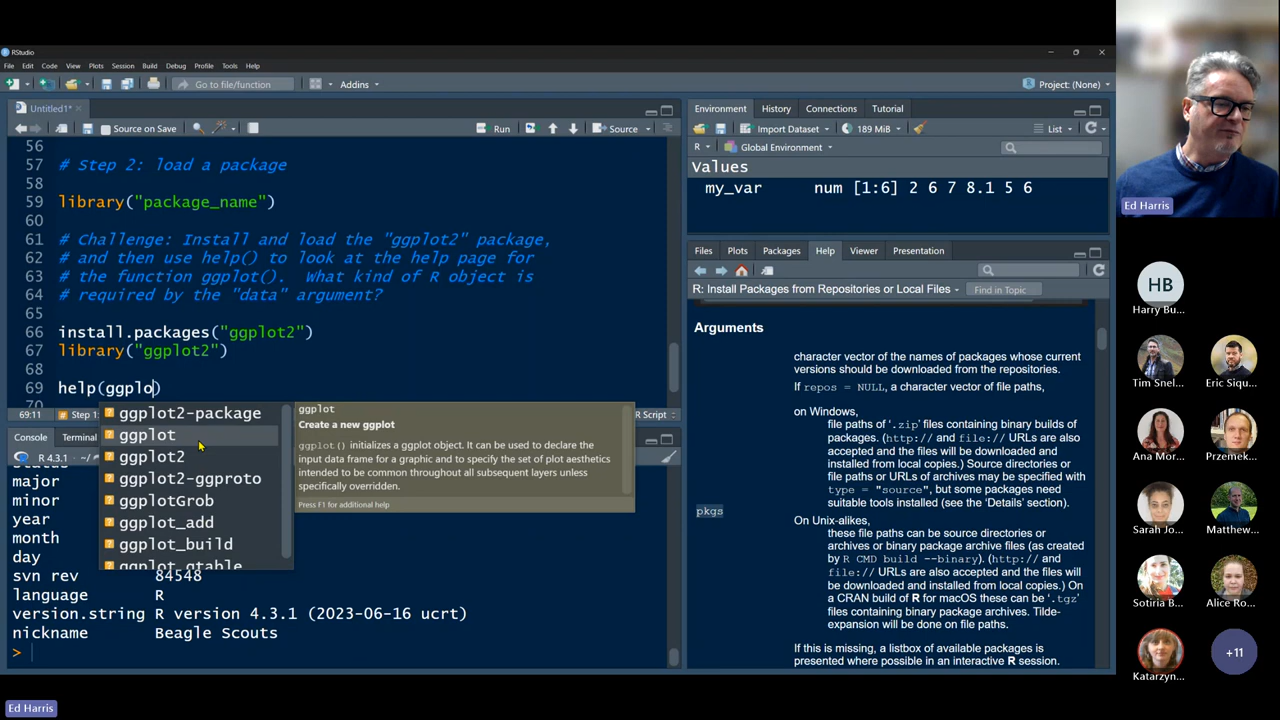 RStudio
File Edit Code View Plots Session Build Debug Profile Tools Help
Go to file/function
Addins
Project: (None)
Untitled1*
Source on Save
Run
Source
56
57 # Step 2: load a package
58
59 library("package_name")
60
61 # Challenge: Install and load the "ggplot2" package,
62 # and then use help() to look at the help page for
63 # the function ggplot(). What kind of R object is
64 # required by the "data" argument?
65
66 install.packages("ggplot2")
67 library("ggplot2")
68
69 help(ggplo)
70
69:11
# Step 1:
R Script
ggplot2-package
ggplot
ggplot2
ggplot2-ggproto
ggplotGrob
ggplot_add
ggplot_build
ggplot_gtable
ggplot
Create a new ggplot
ggplot() initializes a ggplot object. It can be used to declare the
input data frame for a graphic and to specify the set of plot aesthetics
intended to be common throughout all subsequent layers unless
specifically overridden.
Press F1 for additional help
Console Terminal
R 4.3.1 · ~/
status
major
minor
year
month
day
svn rev 84548
language R
version.string R version 4.3.1 (2023-06-16 ucrt)
nickname Beagle Scouts
>
Environment History Connections Tutorial
Import Dataset
189 MiB
List
R
Global Environment
Values
my_var num [1:6] 2 6 7 8.1 5 6
Files Plots Packages Help Viewer Presentation
R: Install Packages from Repositories or Local Files
Find in Topic
Arguments
pkgs
character vector of the names of packages whose current
versions should be downloaded from the repositories.
If repos = NULL, a character vector of file paths,
on Windows,
file paths of '.zip' files containing binary builds of
packages. (http:// and file:// URLs are also
accepted and the files will be downloaded and
installed from local copies.) Source directories or
file paths or URLs of archives may be specified with
type = "source", but some packages need
suitable tools installed (see the 'Details' section).
On Unix-alikes,
these file paths can be source directories or
archives or binary package archive files (as created
by R CMD build --binary). (http:// and
file:// URLs are also accepted and the files will
be downloaded and installed from local copies.) On
a CRAN build of R for macOS these can be '.tgz'
files containing binary package archives. Tilde-
expansion will be done on file paths.
If this is missing, a listbox of available packages is
presented where possible in an interactive R session.
Ed Harris
HB
Harry Bu...
Tim Snel...
Eric Siqu...
Ana Mor...
Przemek...
Sarah Jo...
Matthew...
Sotiria B...
Alice Ro...
Katarzyn...
+11
Ed Harris